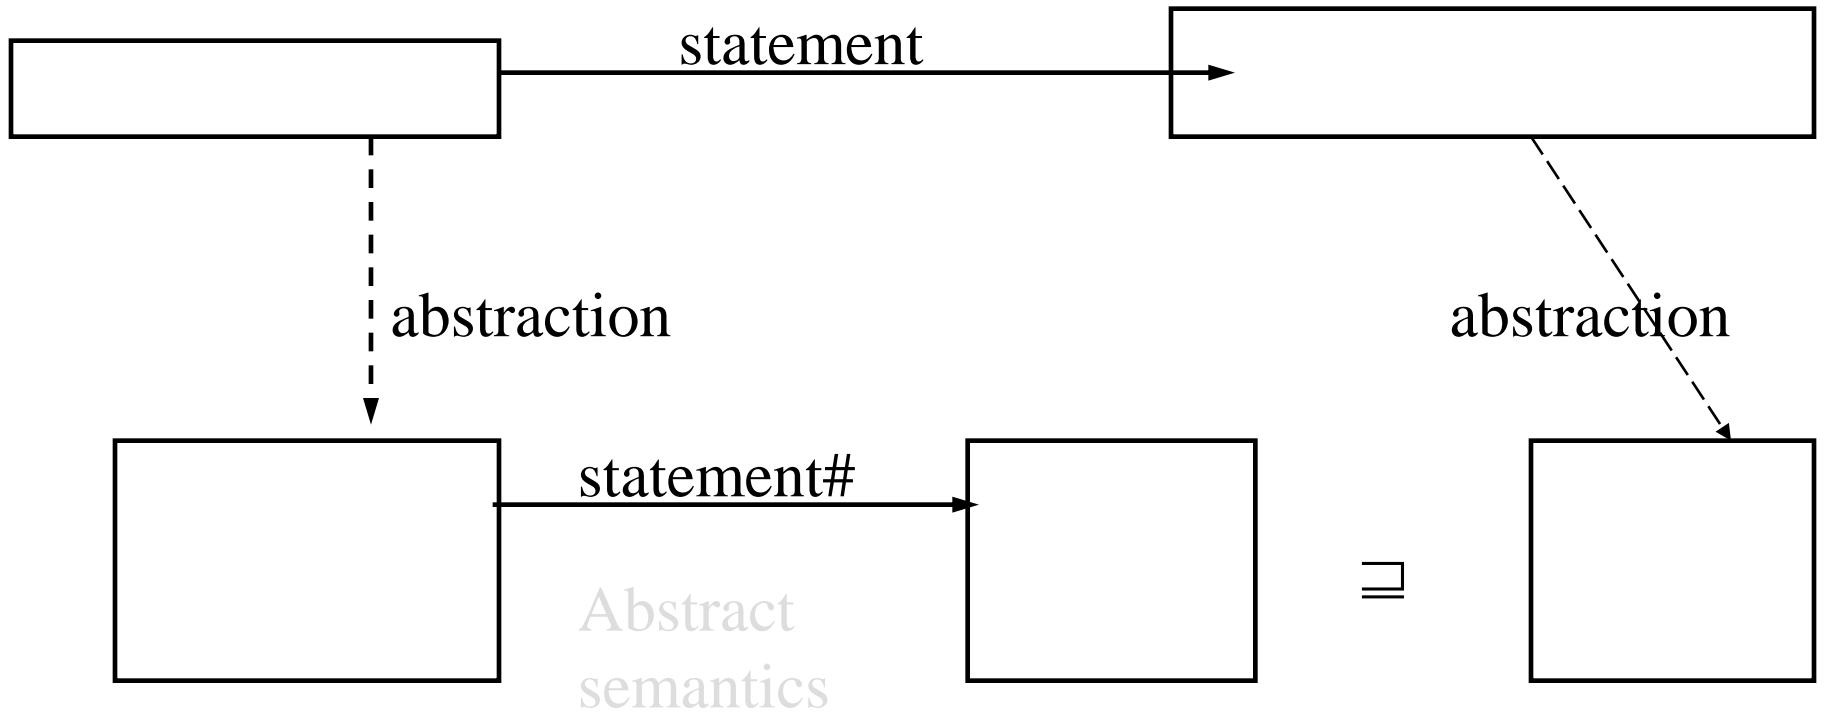 statement
abstraction
abstraction
statement#
⊒
Abstract
semantics